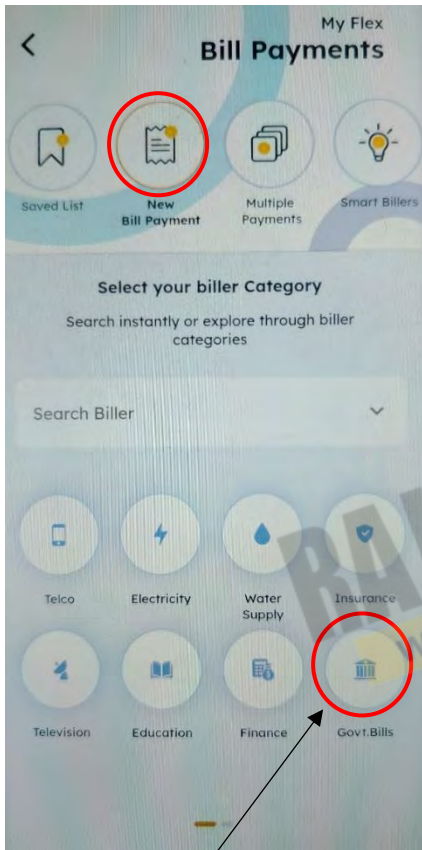 My Flex
Bill Payments
Saved List
New
Bill Payment
Multiple
Payments
Smart Billers
Select your biller Category
Search instantly or explore through biller
categories
Search Biller
Telco
Electricity
Water
Supply
Insurance
Television
Education
Finance
Govt.Bills